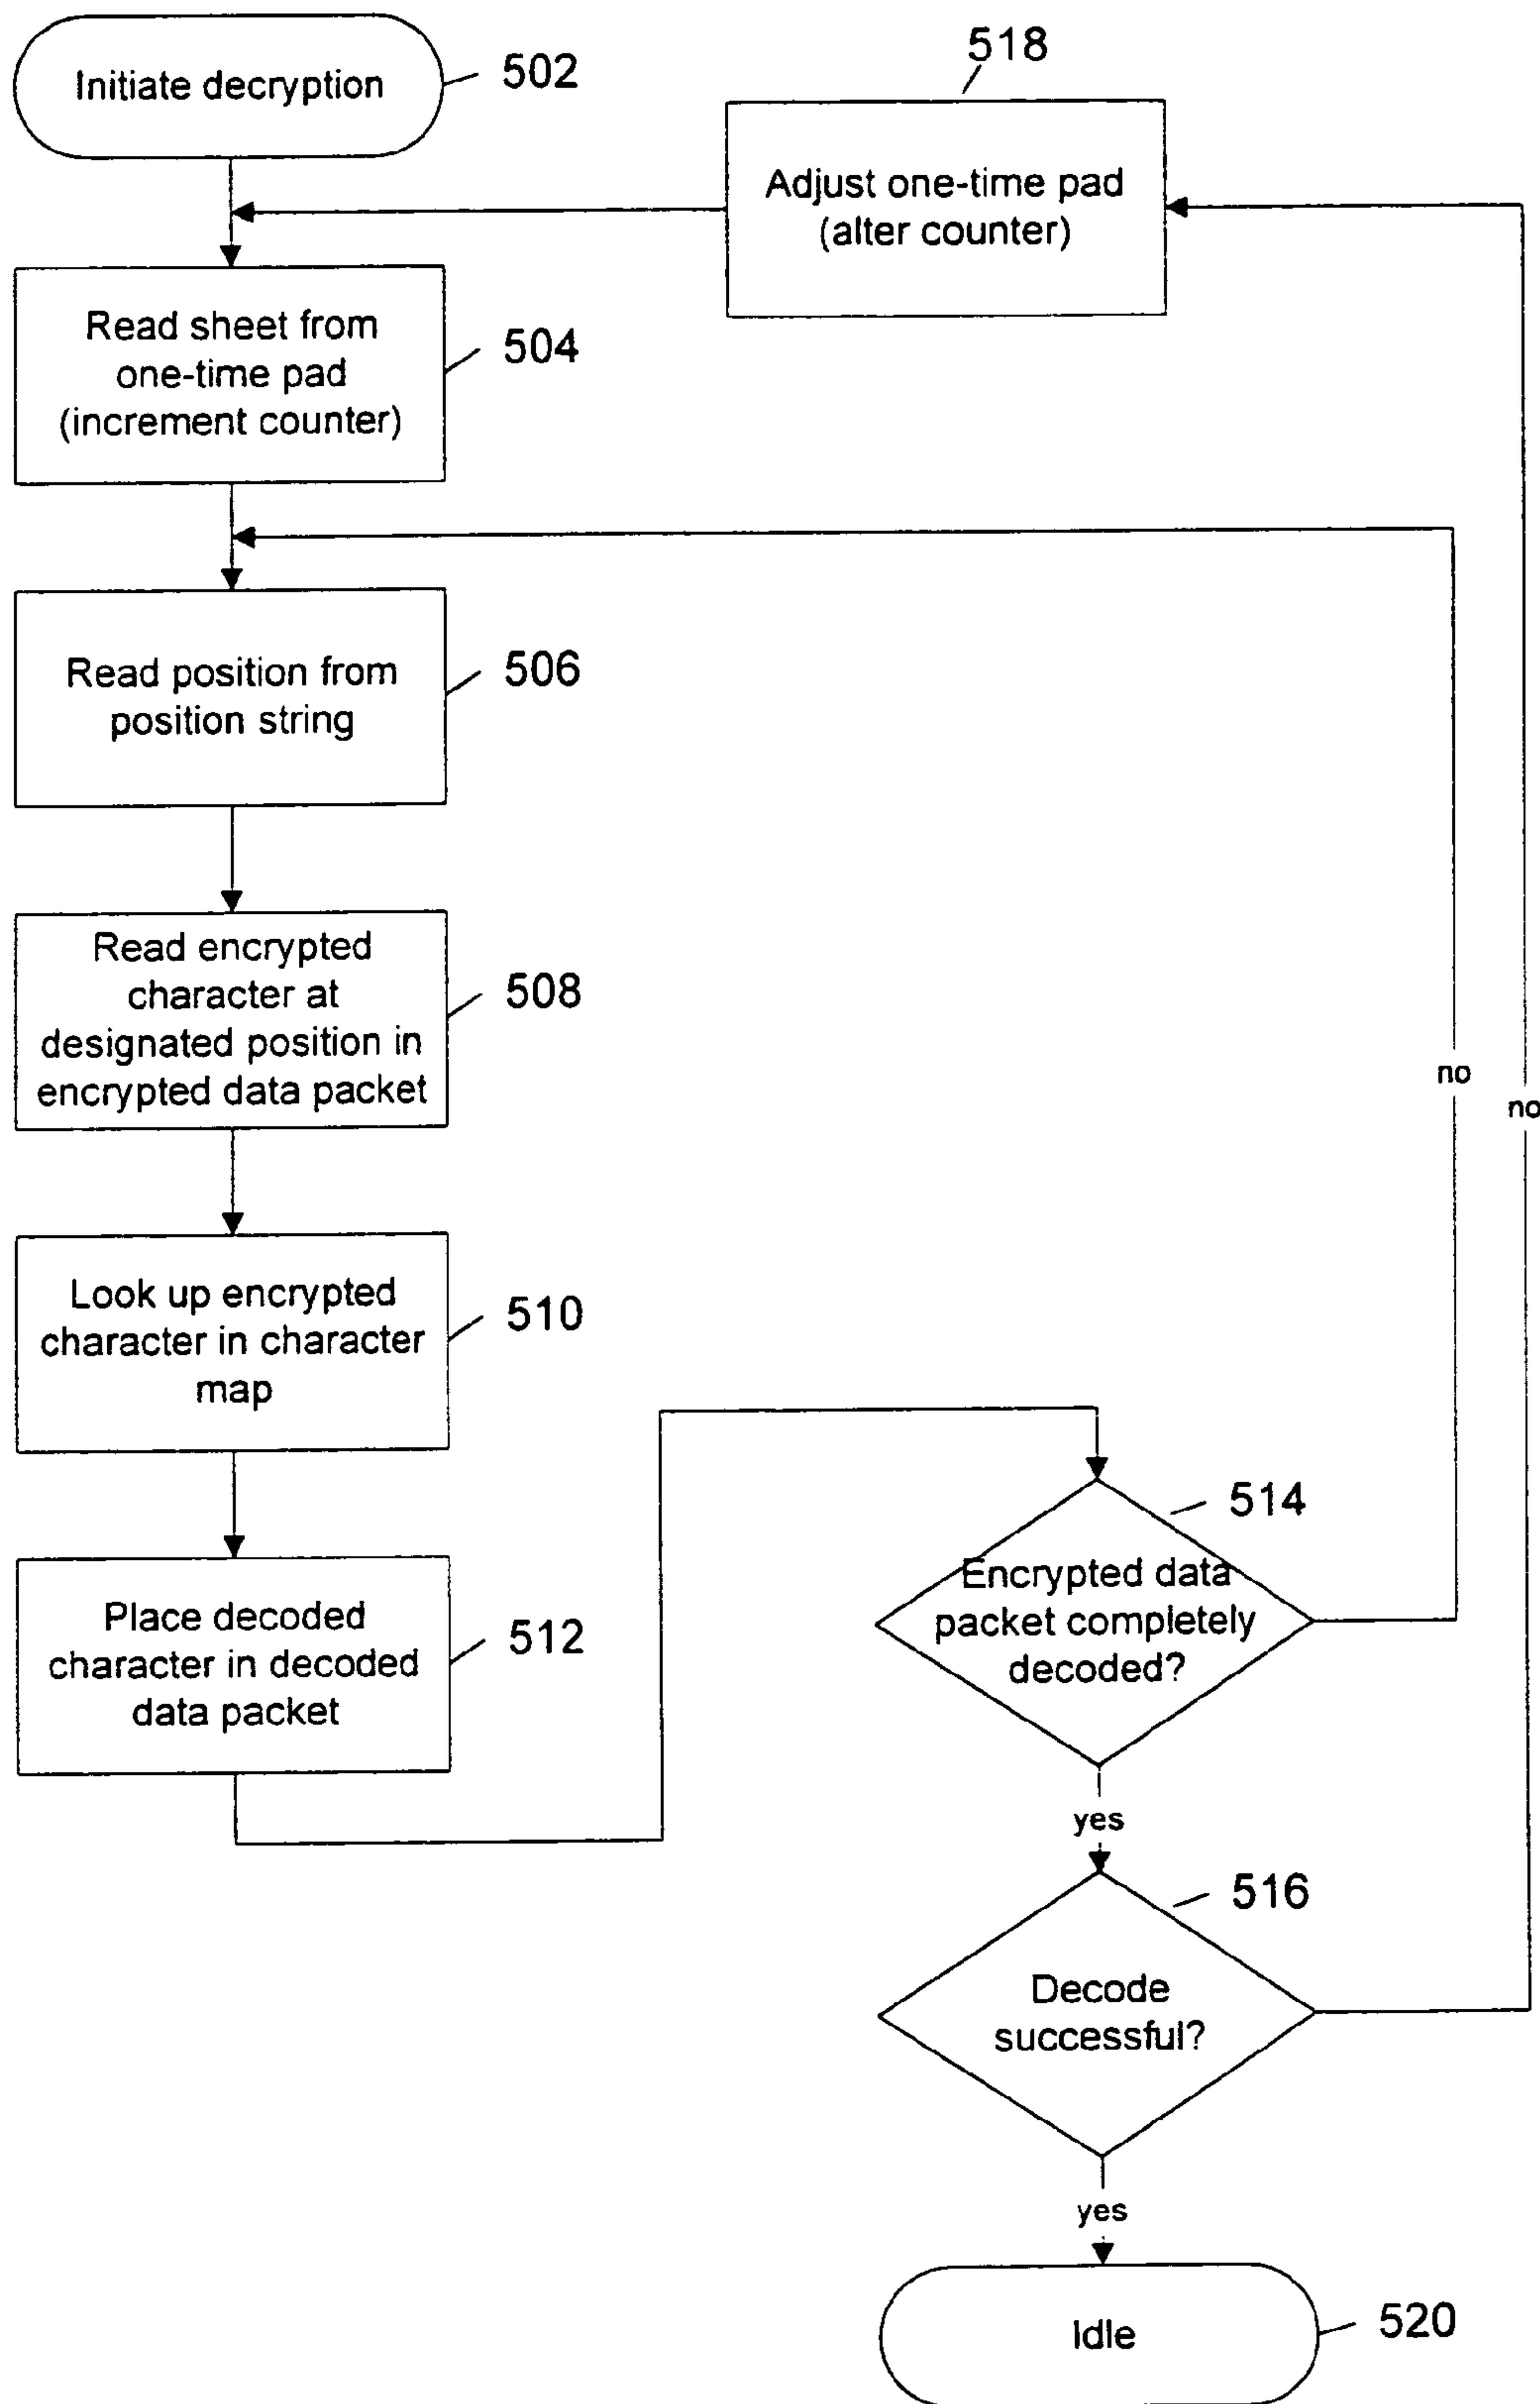 Initiate decryption
502
518
Adjust one-time pad
(alter counter)
Read sheet from
one-time pad
(increment counter)
504
Read position from
position string
506
Read encrypted
character at
designated position in
encrypted data packet
508
no
no
Look up encrypted
character in character
map
510
Place decoded
character in decoded
data packet
512
514
Encrypted data
packet completely
decoded?
yes
516
Decode
successful?
yes
Idle
520